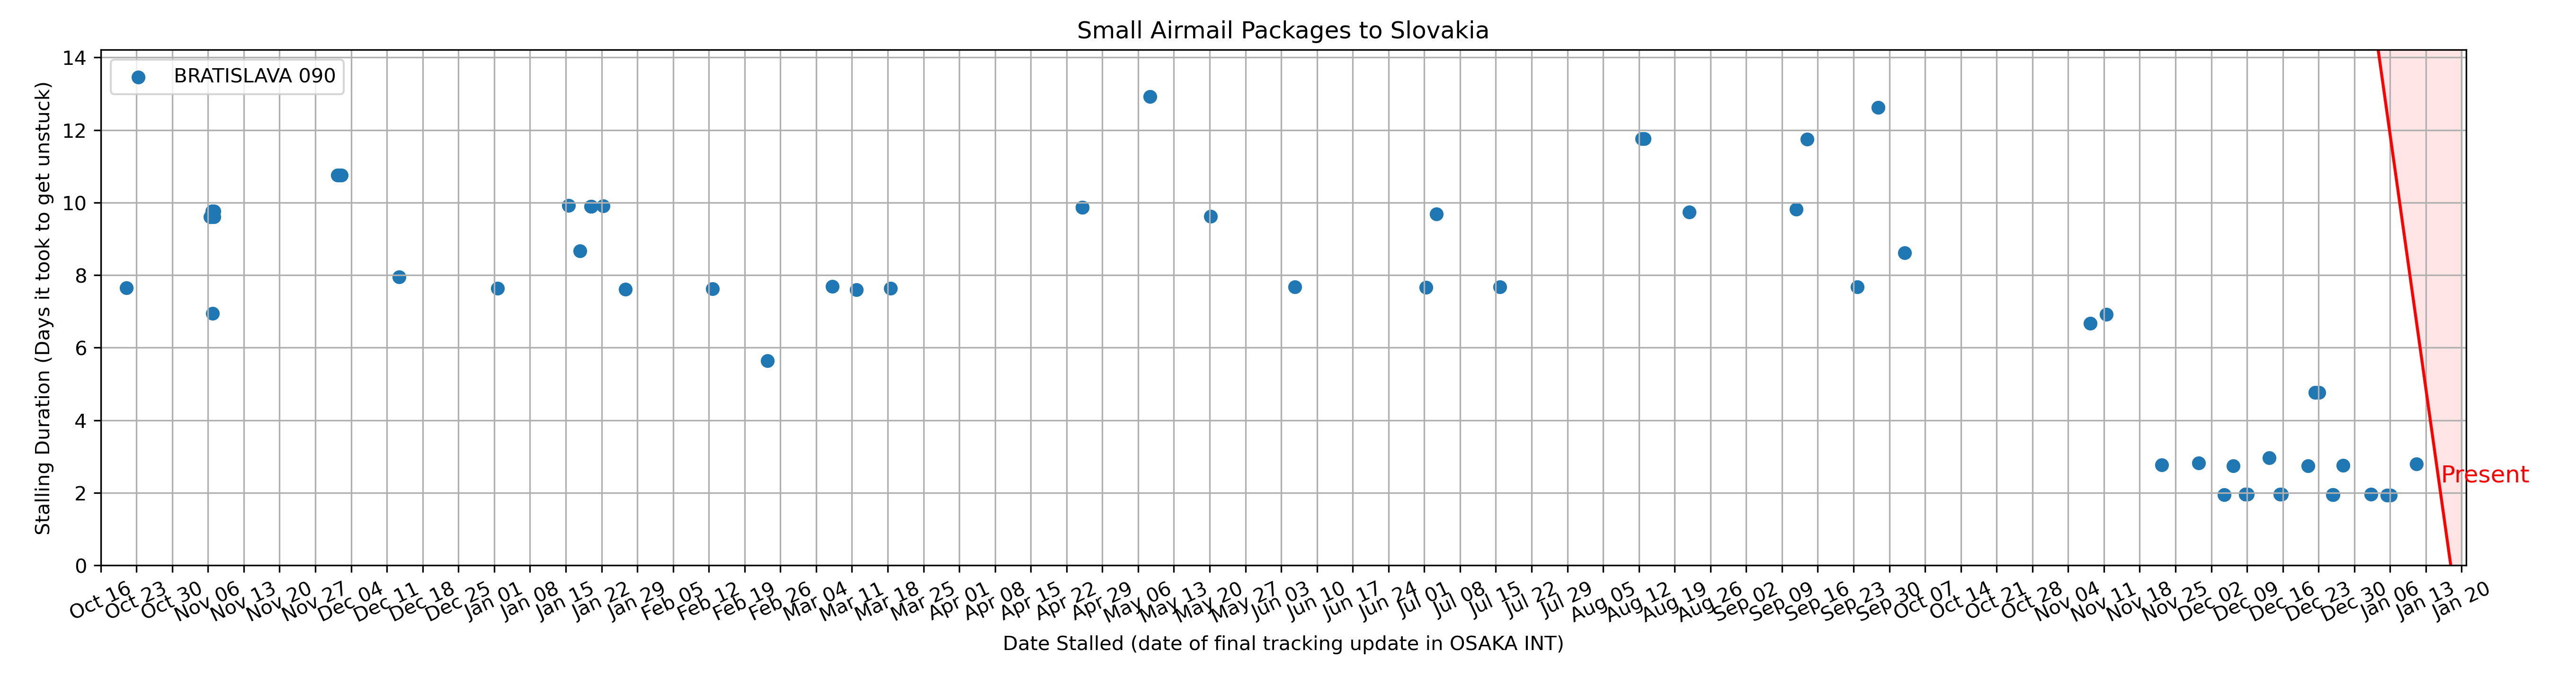 Small Airmail Packages to Slovakia
BRATISLAVA 090
Stalling Duration (Days it took to get unstuck)
14
12
10
8
6
4
2
0
Present
Oct 16
Oct 23
Oct 30
Nov 06
Nov 13
Nov 20
Nov 27
Dec 04
Dec 11
Dec 18
Dec 25
Jan 01
Jan 08
Jan 15
Jan 22
Jan 29
Feb 05
Feb 12
Feb 19
Feb 26
Mar 04
Mar 11
Mar 18
Mar 25
Apr 01
Apr 08
Apr 15
Apr 22
Apr 29
May 06
May 13
May 20
May 27
Jun 03
Jun 10
Jun 17
Jun 24
Jul 01
Jul 08
Jul 15
Jul 22
Jul 29
Aug 05
Aug 12
Aug 19
Aug 26
Sep 02
Sep 09
Sep 16
Sep 23
Sep 30
Oct 07
Oct 14
Oct 21
Oct 28
Nov 04
Nov 11
Nov 18
Nov 25
Dec 02
Dec 09
Dec 16
Dec 23
Dec 30
Jan 06
Jan 13
Jan 20
Date Stalled (date of final tracking update in OSAKA INT)